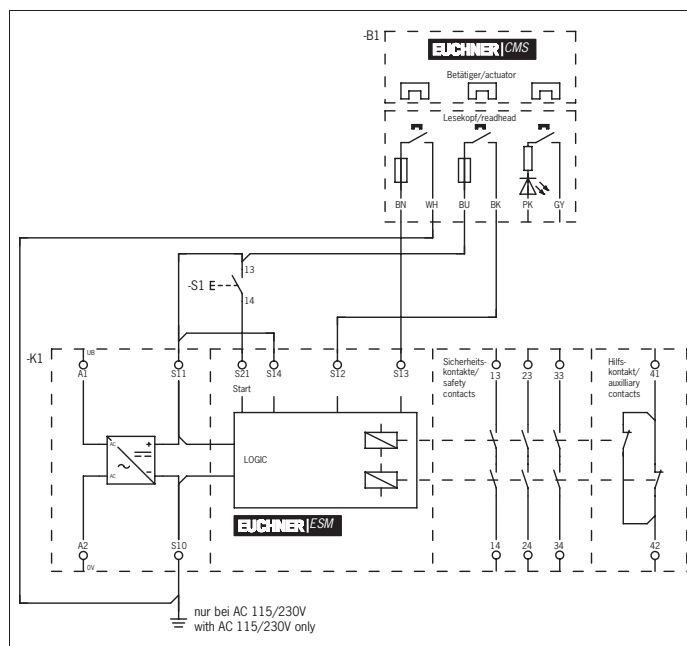 -B1
EUCHNER CMS
Betätiger/actuator
Lesekopf/readhead
BN WH BU BK PK GY
13
-S1 E
14
-K1
UB
A1 S11 S21 S14 S12 S13
Sicherheits-
kontakte/
safety
contacts
13 23 33
Hilfs-
kontakt/
auxilliary
contacts
41
Start
AC
+
LOGIC
AC
-
EUCHNER ESM
A2 S10 14 24 34 42
0V
nur bei AC 115/230V
with AC 115/230V only